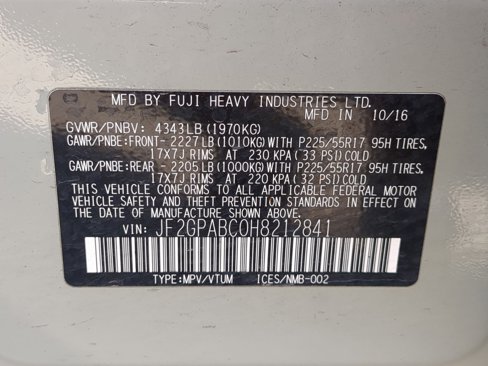 MFD BY FUJI HEAVY INDUSTRIES LTD.
MFD IN 10/16
GVWR/PNBV: 4343LB (1970KG)
GAWR/PNBE:FRONT- 2227LB (1010KG) WITH P225/55R17 95H TIRES,
17X7J RIMS AT 230 KPA (33 PSI) COLD
GAWR/PNBE:REAR - 2205LB (1000KG) WITH P225/55R17 95H TIRES,
17X7J RIMS AT 220 KPA (32 PSI) COLD
THIS VEHICLE CONFORMS TO ALL APPLICABLE FEDERAL MOTOR
VEHICLE SAFETY AND THEFT PREVENTION STANDARDS IN EFFECT
ON THE DATE OF MANUFACTURE SHOWN ABOVE.
VIN: JF2GPABC0H8212841
TYPE:MPV/VTUM ICES/NMB-002